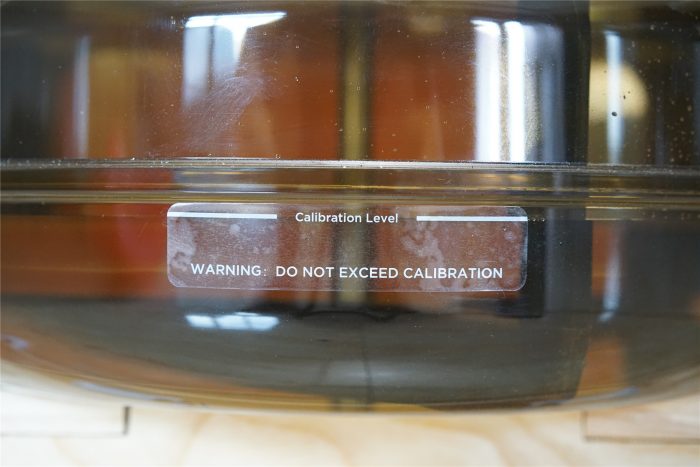 Calibration Level
WARNING: DO NOT EXCEED CALIBRATION